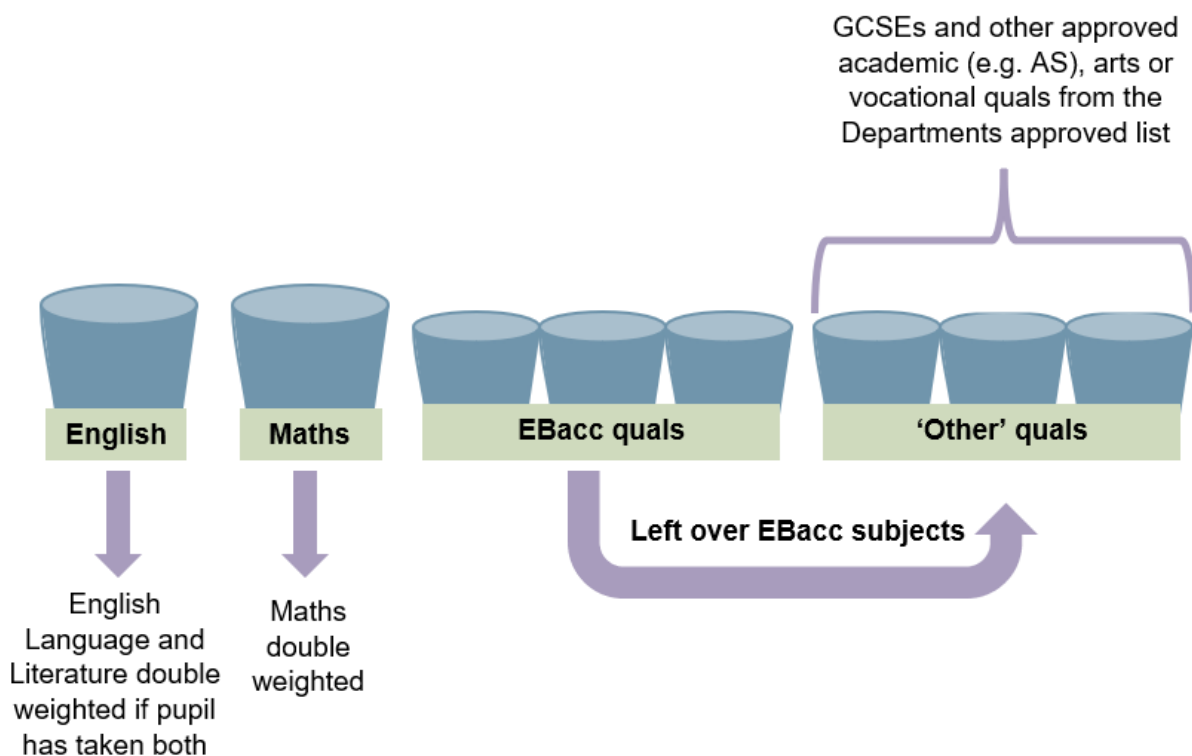 GCSEs and other approved
academic (e.g. AS), arts or
vocational quals from the
Departments approved list
English
Maths
EBacc quals
‘Other’ quals
Left over EBacc subjects
English
Language and
Literature double
weighted if pupil
has taken both
Maths
double
weighted